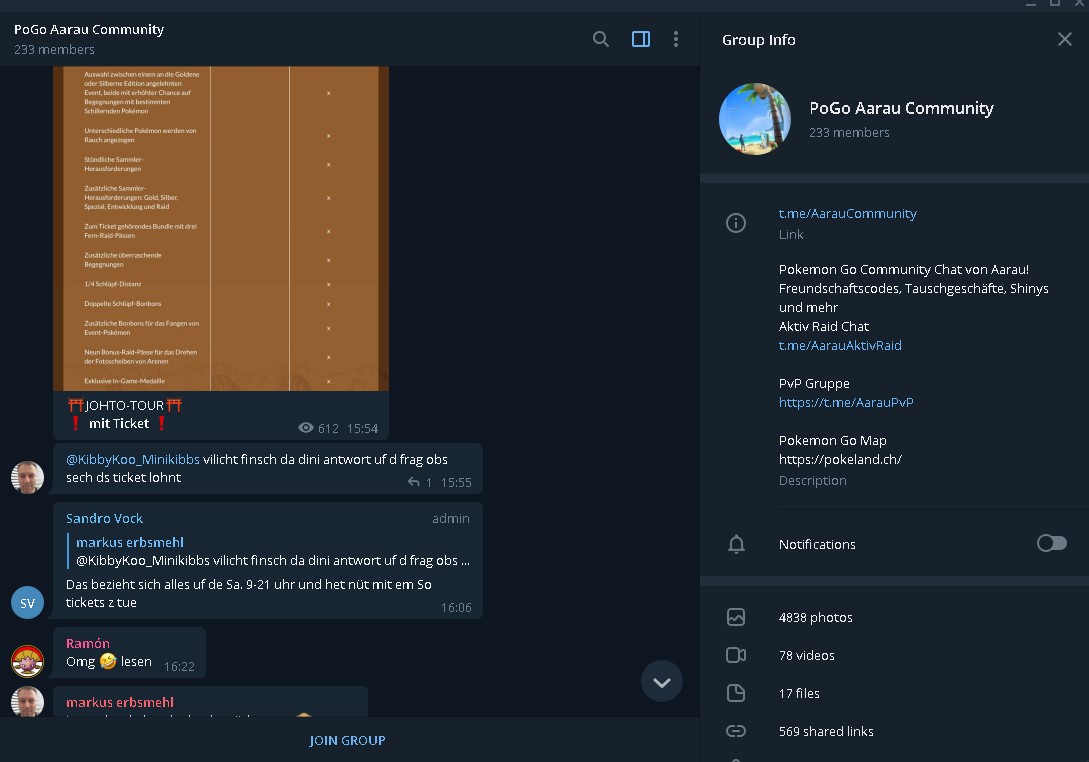 PoGo Aarau Community
233 members
Auswahl zwischen einem an die Goldene
oder Silberne Edition angelehnten
Event, beide mit erhöhter Chance auf
Begegnungen mit bestimmten
Schillernden Pokémon
x
Unterschiedliche Pokémon werden von
Rauch angezogen
x
Stündliche Sammler-
Herausforderungen
x
Zusätzliche Sammler-
Herausforderungen: Gold, Silber,
Spezial, Entwicklung und Raid
x
Zum Ticket gehörendes Bundle mit drei
Fern-Raid-Pässen
x
Zusätzliche überraschende
Begegnungen
x
1/4 Schlüpf-Distanz
x
Doppelte Schlüpf-Bonbons
x
Zusätzliche Bonbons für das Fangen von
Event-Pokémon
x
Neun Bonus-Raid-Pässe für das Drehen
der Fotoscheiben von Arenen
x
Exklusive In-Game-Medaille
x
⛩JOHTO-TOUR⛩
❗ mit Ticket ❗
612 15:54
@KibbyKoo_Minikibbs vilicht finsch da dini antwort uf d frag obs
sech ds ticket lohnt
1 15:55
Sandro Vock admin
markus erbsmehl
@KibbyKoo_Minikibbs vilicht finsch da dini antwort uf d frag obs ...
Das bezieht sich alles uf de Sa. 9-21 uhr und het nüt mit em So
tickets z tue
16:06
SV
Ramón
Omg 🤣 lesen 16:22
markus erbsmehl
JOIN GROUP
Group Info
PoGo Aarau Community
233 members
t.me/AarauCommunity
Link
Pokemon Go Community Chat von Aarau!
Freundschaftscodes, Tauschgeschäfte, Shinys
und mehr
Aktiv Raid Chat
t.me/AarauAktivRaid
PvP Gruppe
https://t.me/AarauPvP
Pokemon Go Map
https://pokeland.ch/
Description
Notifications
4838 photos
78 videos
17 files
569 shared links